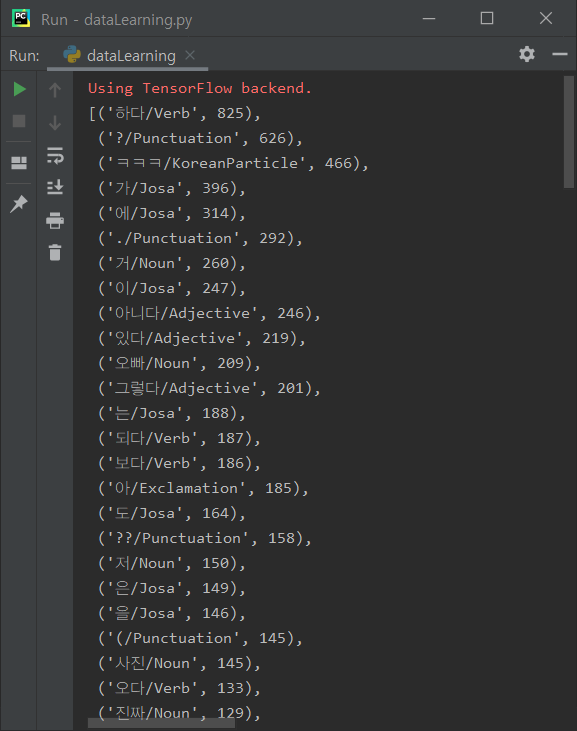 Run - dataLearning.py
Run: dataLearning
Using TensorFlow backend.
[('하다/Verb', 825),
('?/Punctuation', 626),
('ㅋㅋㅋ/KoreanParticle', 466),
('가/Josa', 396),
('에/Josa', 314),
('./Punctuation', 292),
('거/Noun', 260),
('이/Josa', 247),
('아니다/Adjective', 246),
('있다/Adjective', 219),
('오빠/Noun', 209),
('그렇다/Adjective', 201),
('는/Josa', 188),
('되다/Verb', 187),
('보다/Verb', 186),
('아/Exclamation', 185),
('도/Josa', 164),
('??/Punctuation', 158),
('저/Noun', 150),
('은/Josa', 149),
('을/Josa', 146),
('(/Punctuation', 145),
('사진/Noun', 145),
('오다/Verb', 133),
('진짜/Noun', 129),